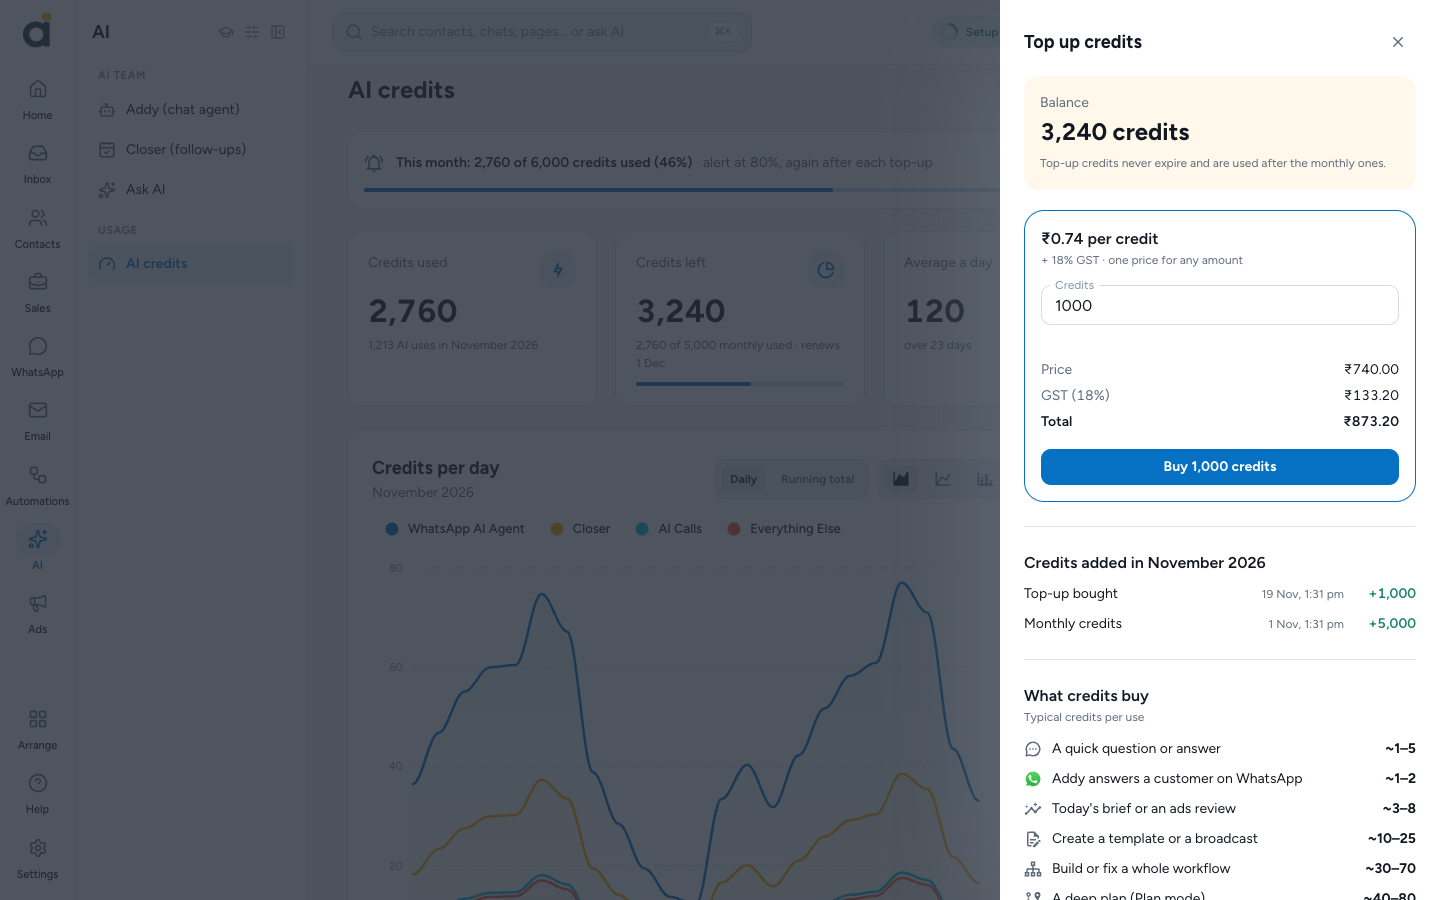 Home
Inbox
Contacts
Sales
WhatsApp
Email
Automations
AI
Ads
Arrange
Help
Settings
AI
AI TEAM
Addy (chat agent)
Closer (follow-ups)
Ask AI
USAGE
AI credits
Search contacts, chats, pages... or ask AI
⌘K
Setup
AI credits
This month: 2,760 of 6,000 credits used (46%) · alert at 80%, again after each top-up
Credits used
2,760
1,213 AI uses in November 2026
Credits left
3,240
2,760 of 5,000 monthly used · renews
1 Dec
Average a day
120
over 23 days
Credits per day
November 2026
Daily
Running total
WhatsApp AI Agent
Closer
AI Calls
Everything Else
80
60
40
20
Top up credits
Balance
3,240 credits
Top-up credits never expire and are used after the monthly ones.
₹0.74 per credit
+ 18% GST · one price for any amount
Credits
1000
Price ₹740.00
GST (18%) ₹133.20
Total ₹873.20
Buy 1,000 credits
Credits added in November 2026
Top-up bought 19 Nov, 1:31 pm +1,000
Monthly credits 1 Nov, 1:31 pm +5,000
What credits buy
Typical credits per use
A quick question or answer ~1–5
Addy answers a customer on WhatsApp ~1–2
Today's brief or an ads review ~3–8
Create a template or a broadcast ~10–25
Build or fix a whole workflow ~30–70
A deep plan (Plan mode) ~40–80